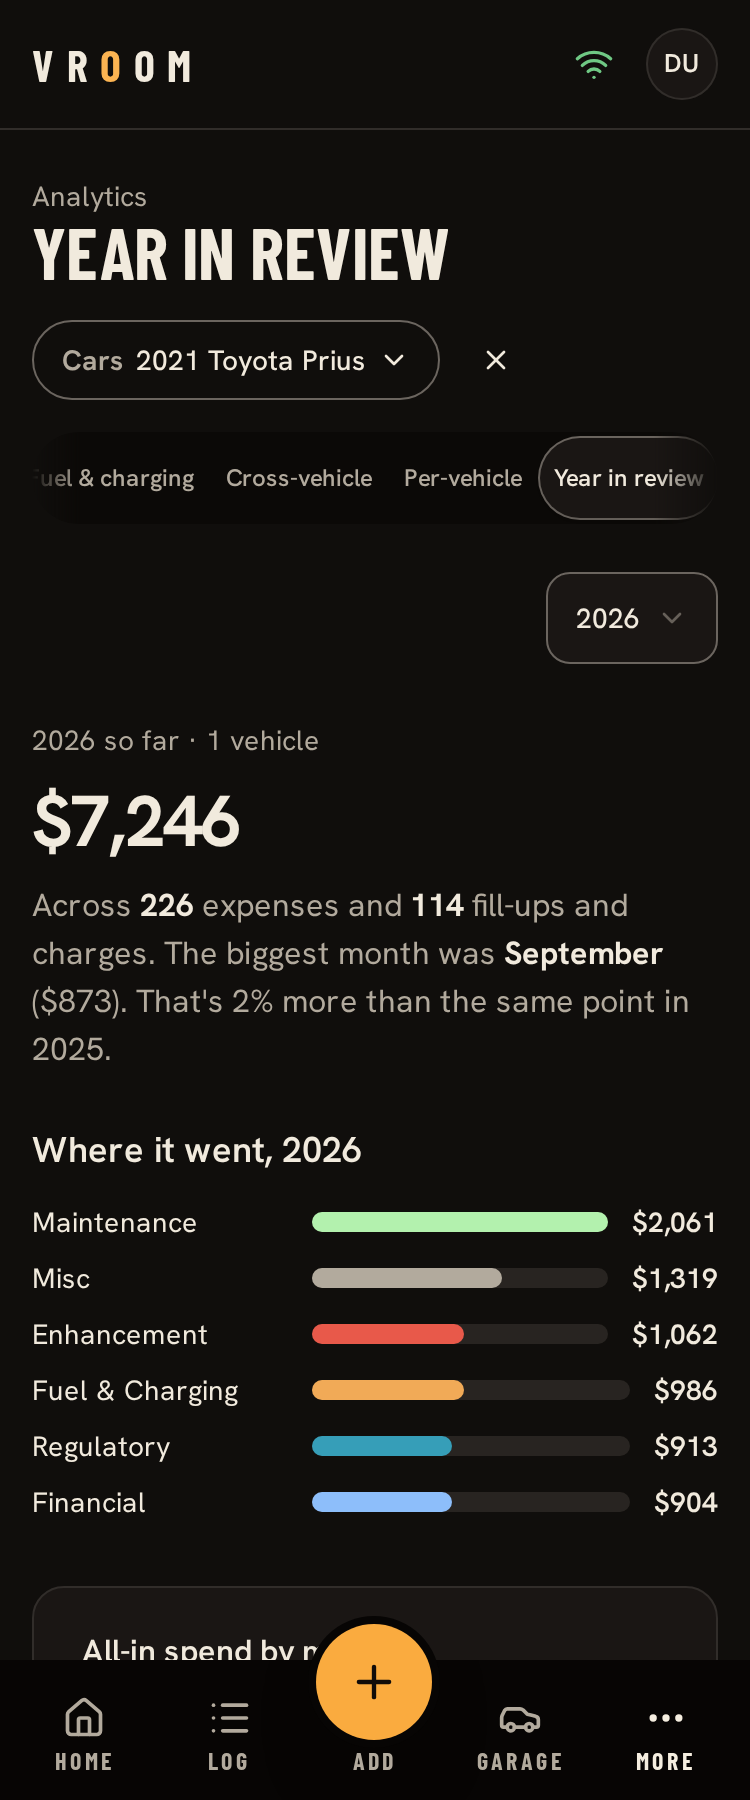 VROOM
DU
Analytics
YEAR IN REVIEW
Cars 2021 Toyota Prius
Fuel & charging Cross-vehicle Per-vehicle Year in review
2026
2026 so far · 1 vehicle
$7,246
Across 226 expenses and 114 fill-ups and
charges. The biggest month was September
($873). That's 2% more than the same point in
2025.
Where it went, 2026
Maintenance $2,061
Misc $1,319
Enhancement $1,062
Fuel & Charging $986
Regulatory $913
Financial $904
All-in spend by
HOME LOG ADD GARAGE MORE